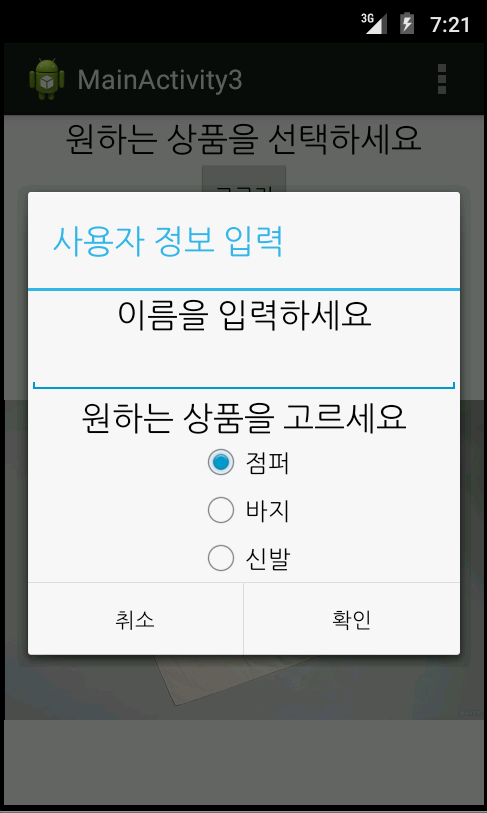 3G 7:21
MainActivity3
원하는 상품을 선택하세요
사용자 정보 입력
이름을 입력하세요
원하는 상품을 고르세요
점퍼
바지
신발
취소 확인